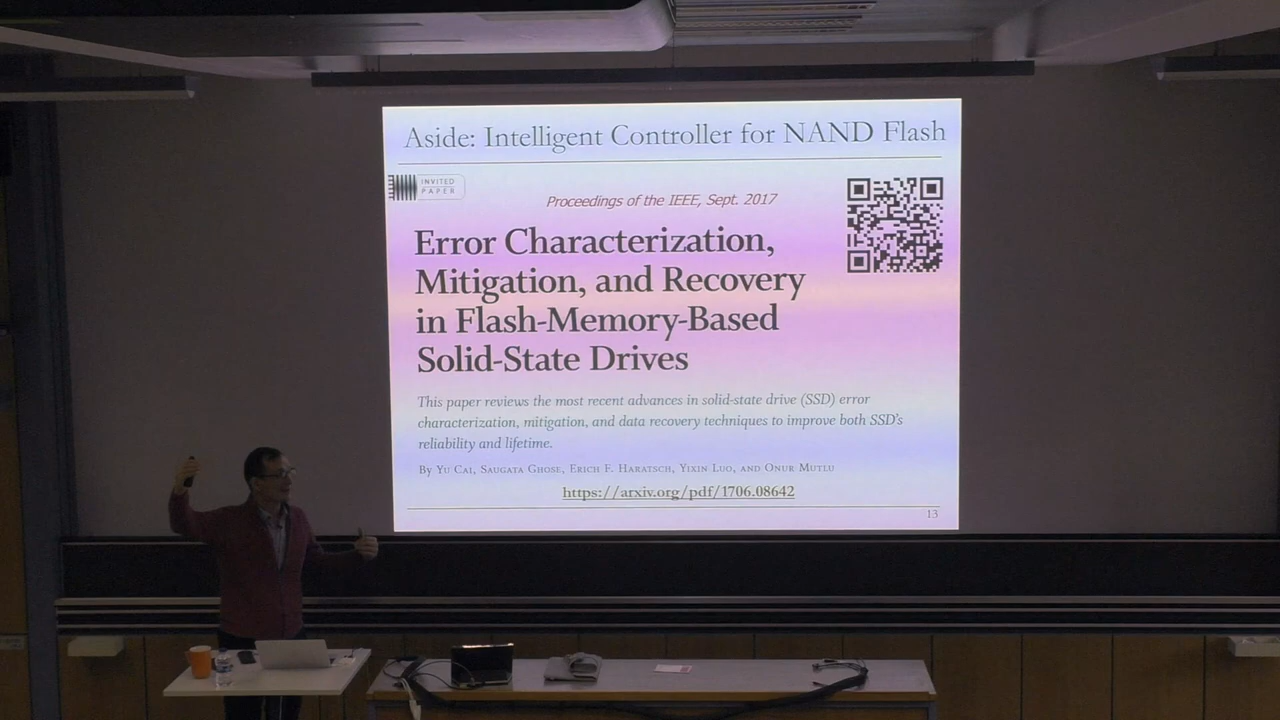 Aside: Intelligent Controller for NAND Flash
INVITED
PAPER
Proceedings of the IEEE, Sept. 2017
Error Characterization,
Mitigation, and Recovery
in Flash-Memory-Based
Solid-State Drives
This paper reviews the most recent advances in solid-state drive (SSD) error
characterization, mitigation, and data recovery techniques to improve both SSD's
reliability and lifetime.
By Yu Cai, Saugata Ghose, Erich F. Haratsch, Yixin Luo, and Onur Mutlu
https://arxiv.org/pdf/1706.08642
13